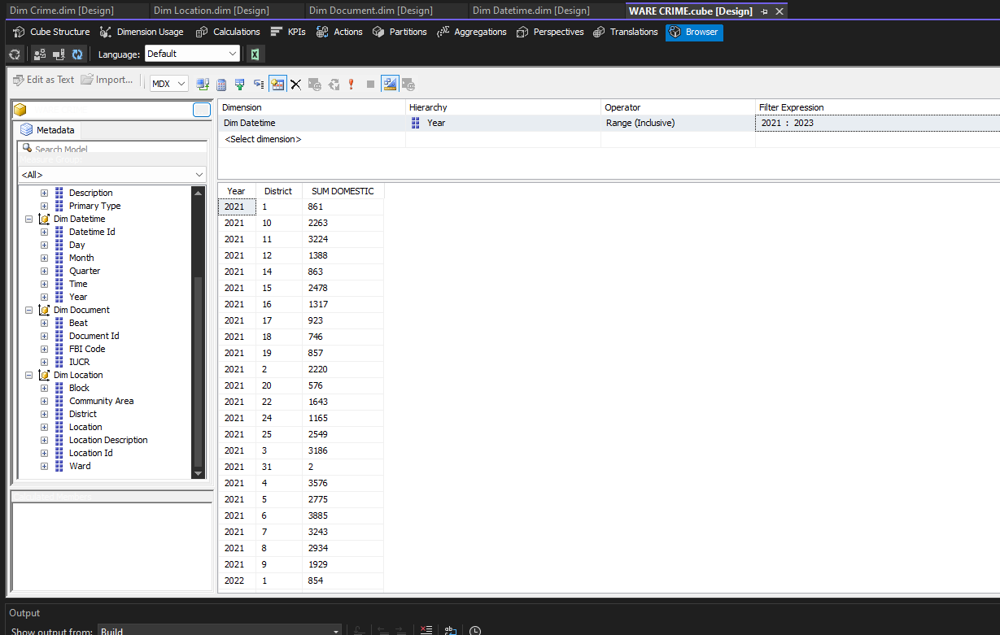 Dim Crime.dim [Design] Dim Location.dim [Design] Dim Document.dim [Design] Dim Datetime.dim [Design] WARE CRIME.cube [Design]
Cube Structure Dimension Usage Calculations KPIs Actions Partitions Aggregations Perspectives Translations Browser
Language: Default
Edit as Text Import... MDX
Metadata
Search Model
Measure Group:
<All>
Description
Primary Type
Dim Datetime
Datetime Id
Day
Month
Quarter
Time
Year
Dim Document
Beat
Document Id
FBI Code
IUCR
Dim Location
Block
Community Area
District
Location
Location Description
Location Id
Ward
Calculated Members
Dimension Hierarchy Operator Filter Expression
Dim Datetime Year Range (Inclusive) 2021 : 2023
<Select dimension>
Year District SUM DOMESTIC
2021 1 861
2021 10 2263
2021 11 3224
2021 12 1388
2021 14 863
2021 15 2478
2021 16 1317
2021 17 923
2021 18 746
2021 19 857
2021 2 2220
2021 20 576
2021 22 1643
2021 24 1165
2021 25 2549
2021 3 3186
2021 31 2
2021 4 3576
2021 5 2775
2021 6 3885
2021 7 3243
2021 8 2934
2021 9 1929
2022 1 854
Output
Show output from: Build